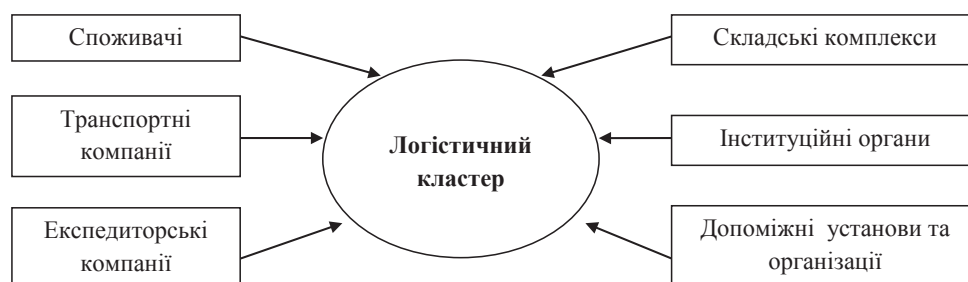 Споживачі
Транспортні
компанії
Експедиторські
компанії
Логістичний
кластер
Складські комплекси
Інституційні органи
Допоміжні установи та
організації